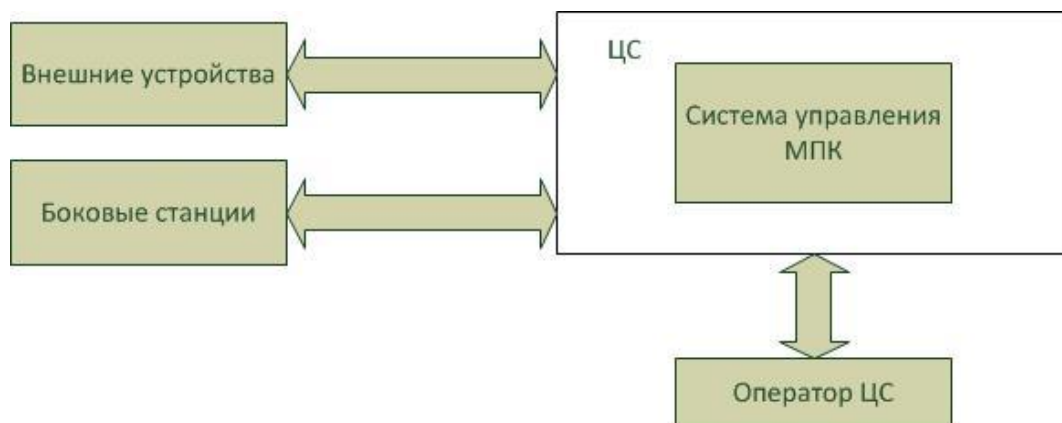 Внешние устройства
ЦС
Система управления
МПК
Боковые станции
Оператор ЦС